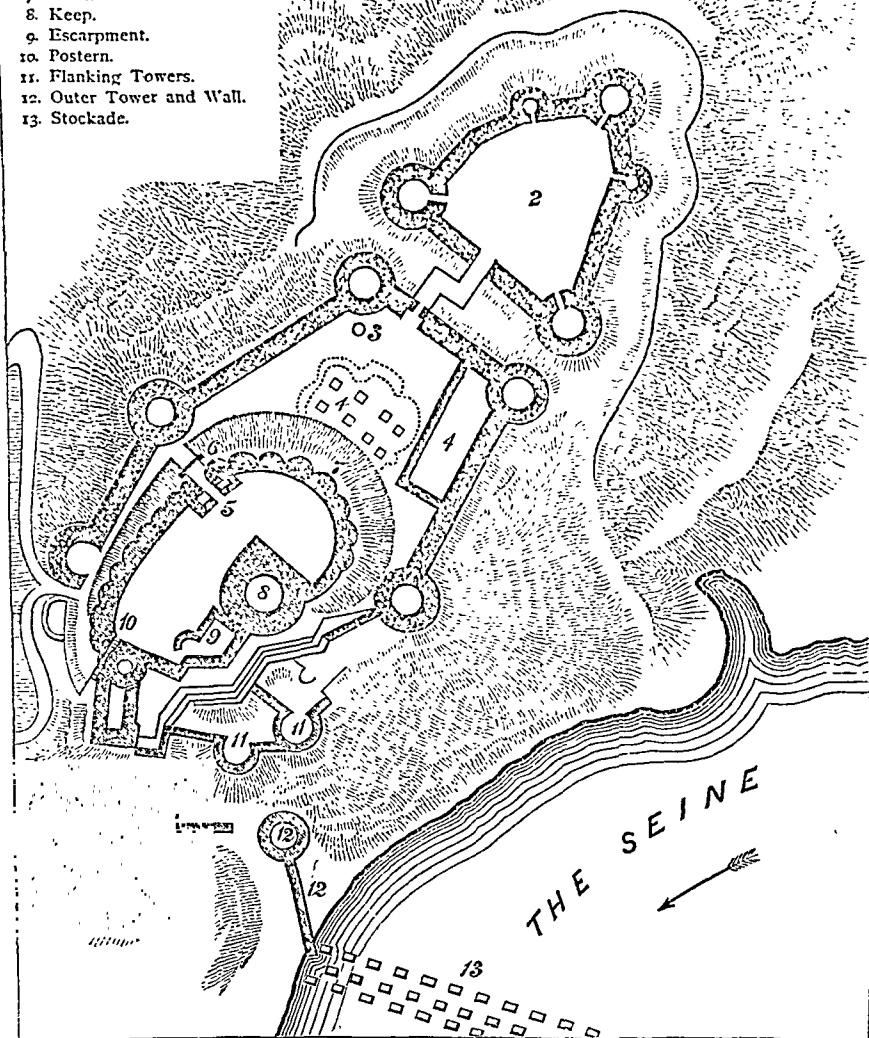 8. Keep.
9. Escarpment.
10. Postern.
11. Flanking Towers.
12. Outer Tower and Wall.
13. Stockade.
2
3
4
4
6
5
8
10
9
11
11
12
12
13
THE SEINE